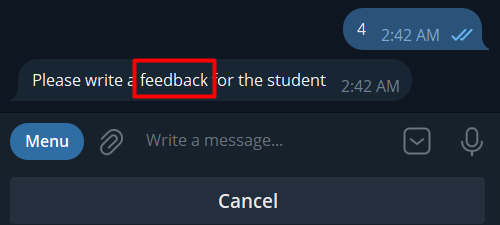 4 2:42 AM
Please write a feedback for the student 2:42 AM
Menu Write a message...
Cancel